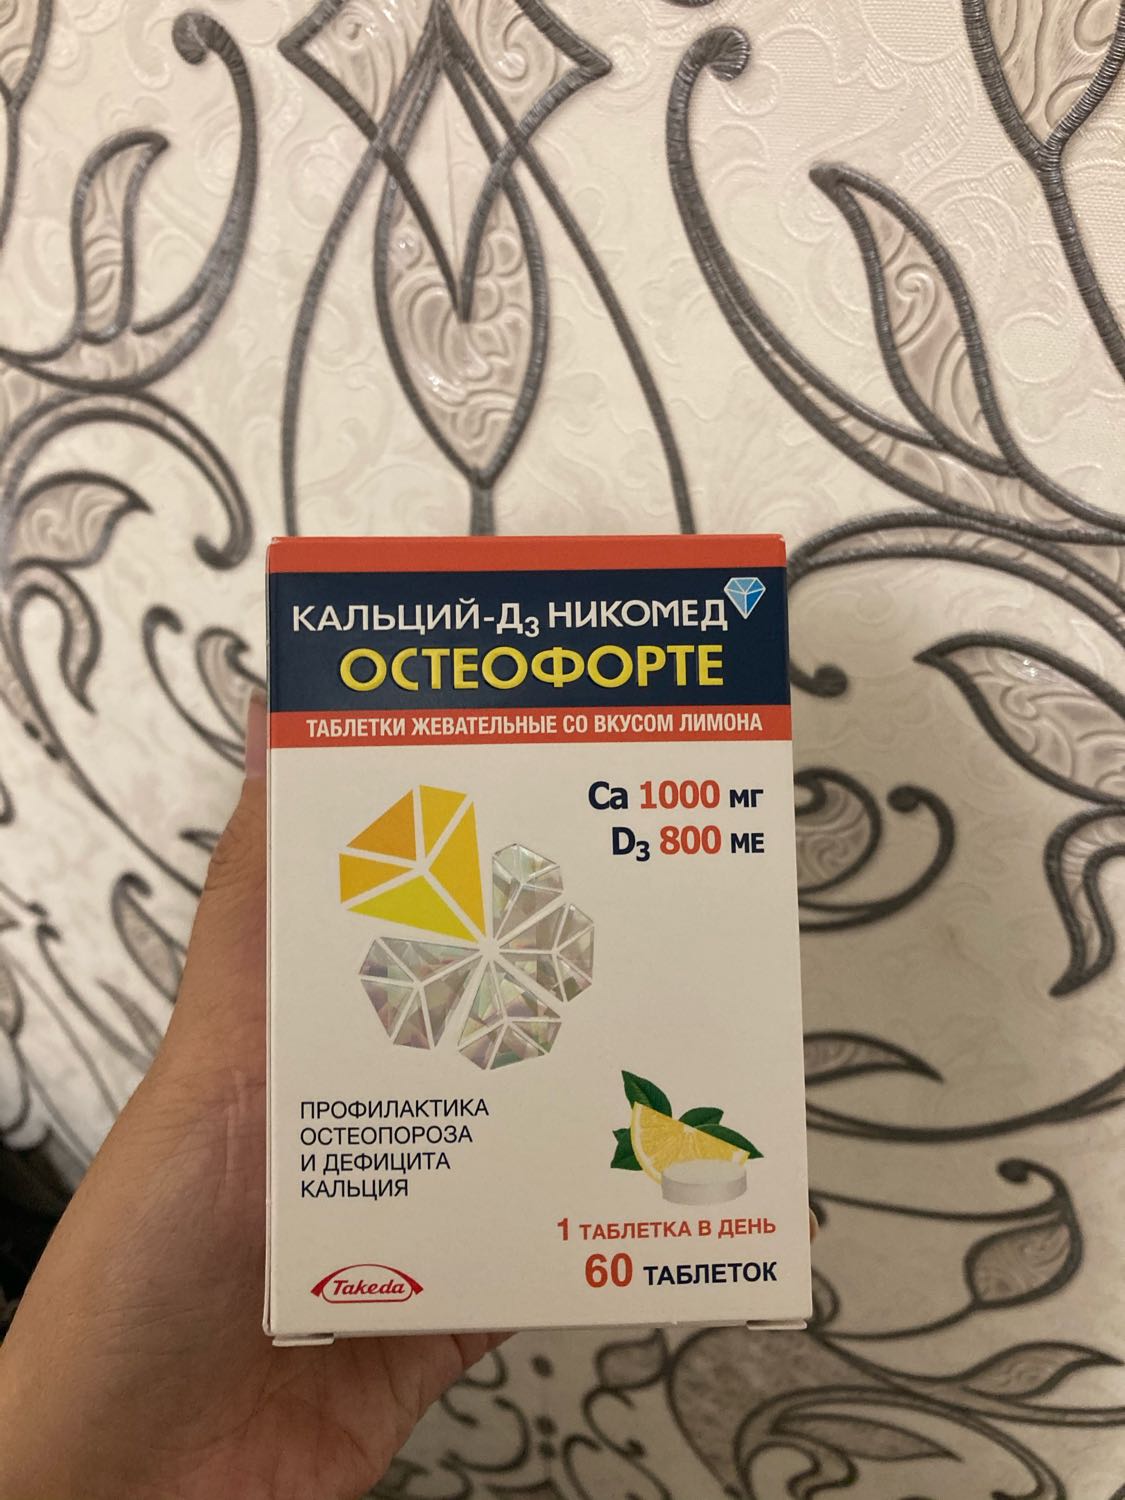 КАЛЬЦИЙ-Д₃ НИКОМЕД
ОСТЕОФОРТЕ
ТАБЛЕТКИ ЖЕВАТЕЛЬНЫЕ СО ВКУСОМ ЛИМОНА
Ca 1000 мг
D₃ 800 МЕ
ПРОФИЛАКТИКА
ОСТЕОПОРОЗА
И ДЕФИЦИТА
КАЛЬЦИЯ
1 ТАБЛЕТКА В ДЕНЬ
60 ТАБЛЕТОК
Takeda